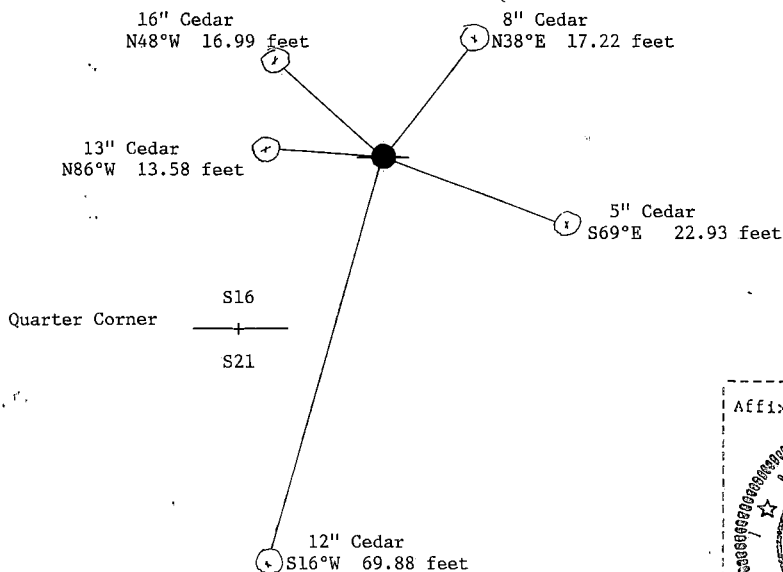 16" Cedar
N48°W 16.99 feet
8" Cedar
N38°E 17.22 feet
13" Cedar
N86°W 13.58 feet
5" Cedar
S69°E 22.93 feet
S16
Quarter Corner
S21
12" Cedar
S16°W 69.88 feet